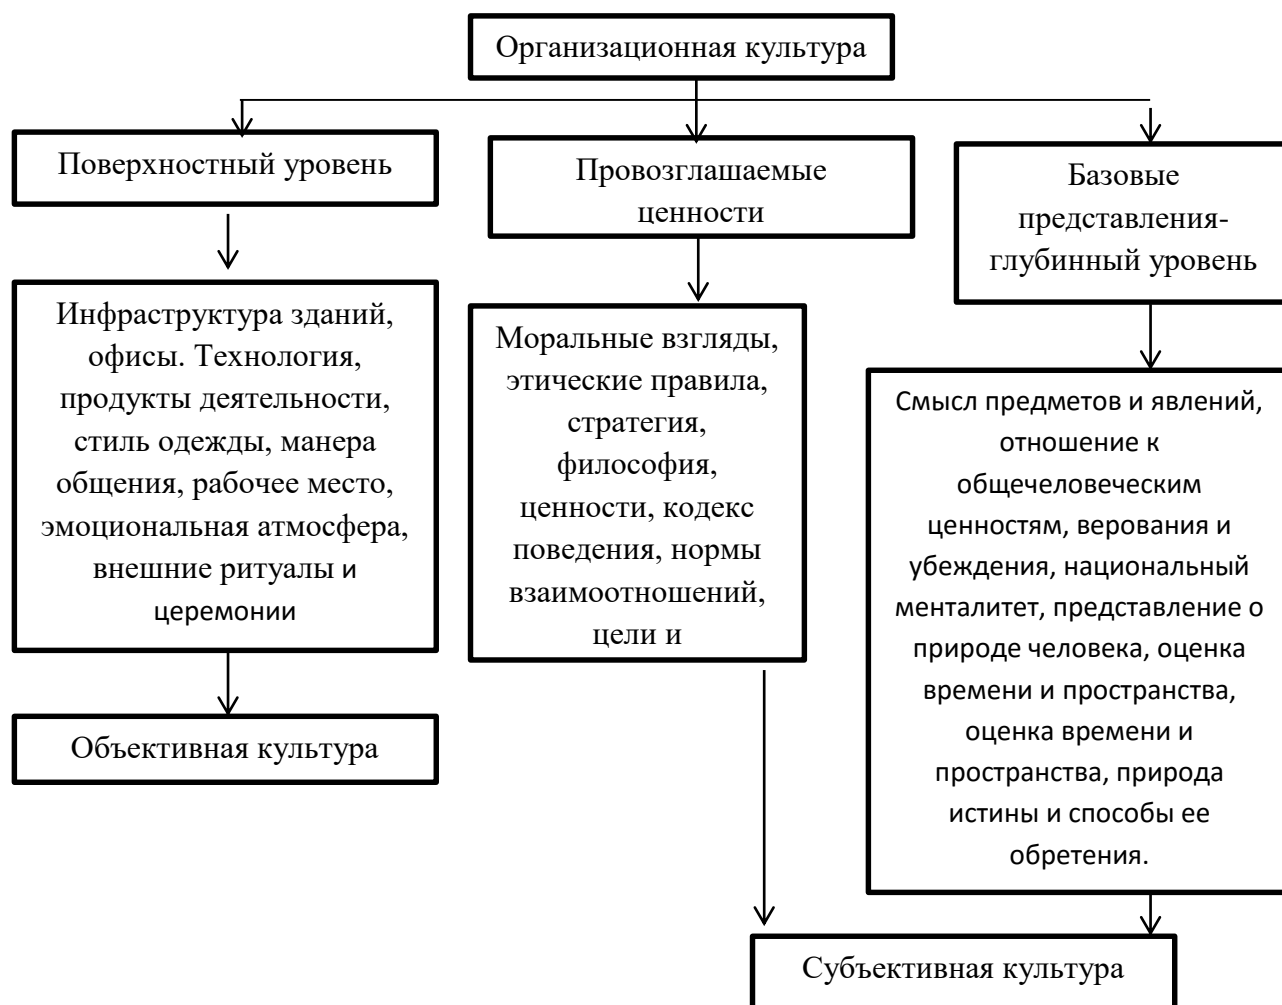 Организационная культура
Поверхностный уровень
Провозглашаемые
ценности
Базовые
представления-
глубинный уровень
Инфраструктура зданий,
офисы. Технология,
продукты деятельности,
стиль одежды, манера
общения, рабочее место,
эмоциональная атмосфера,
внешние ритуалы и
церемонии
Моральные взгляды,
этические правила,
стратегия,
философия,
ценности, кодекс
поведения, нормы
взаимоотношений,
цели и
Смысл предметов и явлений,
отношение к
общечеловеческим
ценностям, верования и
убеждения, национальный
менталитет, представление о
природе человека, оценка
времени и пространства,
оценка времени и
пространства, природа
истины и способы ее
обретения.
Объективная культура
Субъективная культура